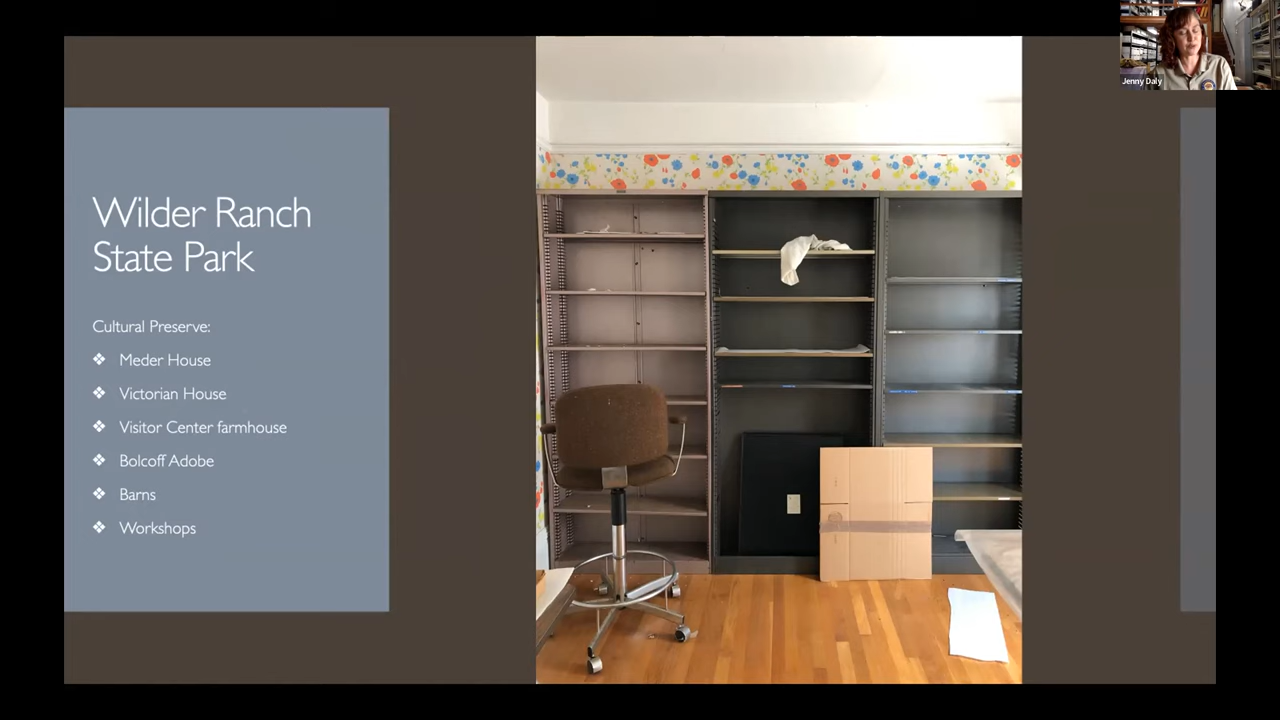 Jenny Daly
Wilder Ranch
State Park
Cultural Preserve:
❖ Meder House
❖ Victorian House
❖ Visitor Center farmhouse
❖ Bolcoff Adobe
❖ Barns
❖ Workshops